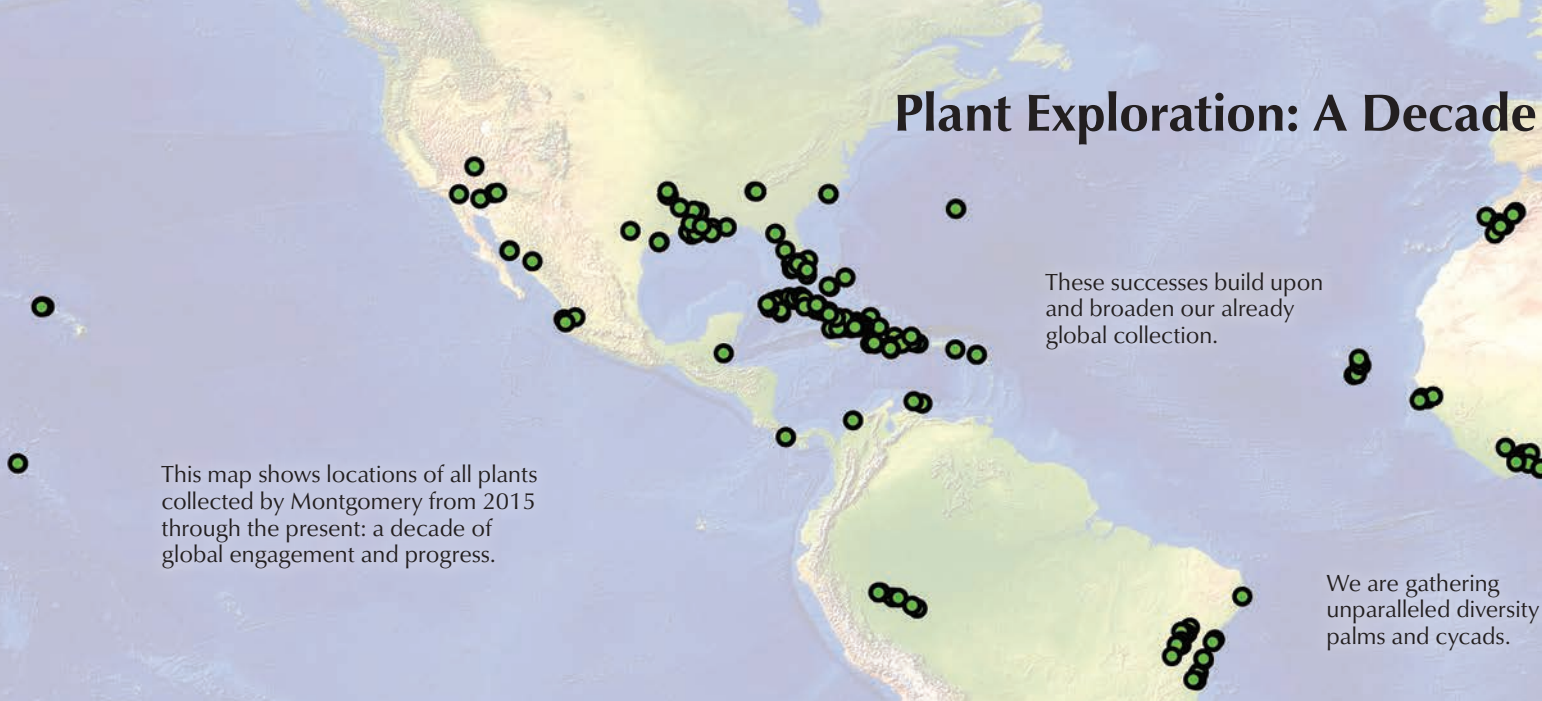 Plant Exploration: A Decade
These successes build upon
and broaden our already
global collection.
This map shows locations of all plants
collected by Montgomery from 2015
through the present: a decade of
global engagement and progress.
We are gathering
unparalleled diversity
palms and cycads.